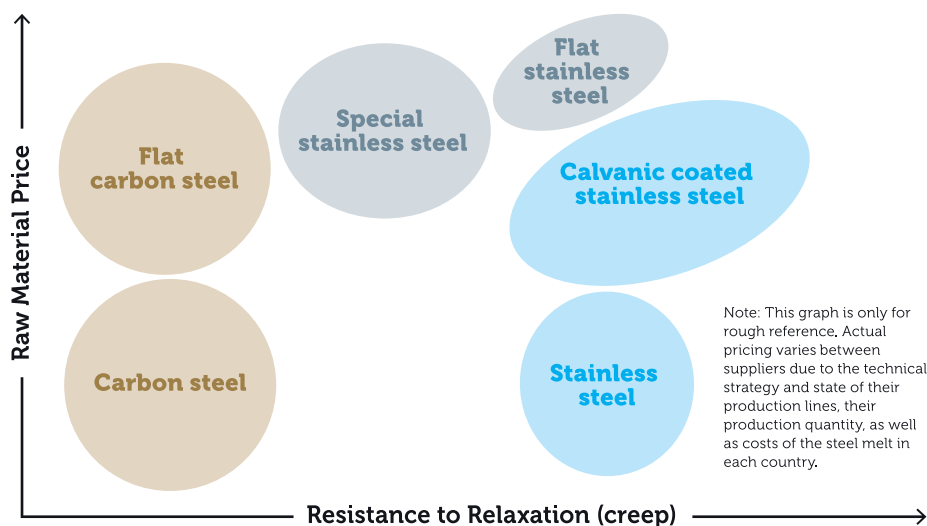 Raw Material Price
Flat
stainless
steel
Special
stainless steel
Flat
carbon steel
Calvanic coated
stainless steel
Carbon steel
Stainless
steel
Note: This graph is only for
rough reference. Actual
pricing varies between
suppliers due to the technical
strategy and state of their
production lines, their
production quantity, as well
as costs of the steel melt in
each country.
Resistance to Relaxation (creep)